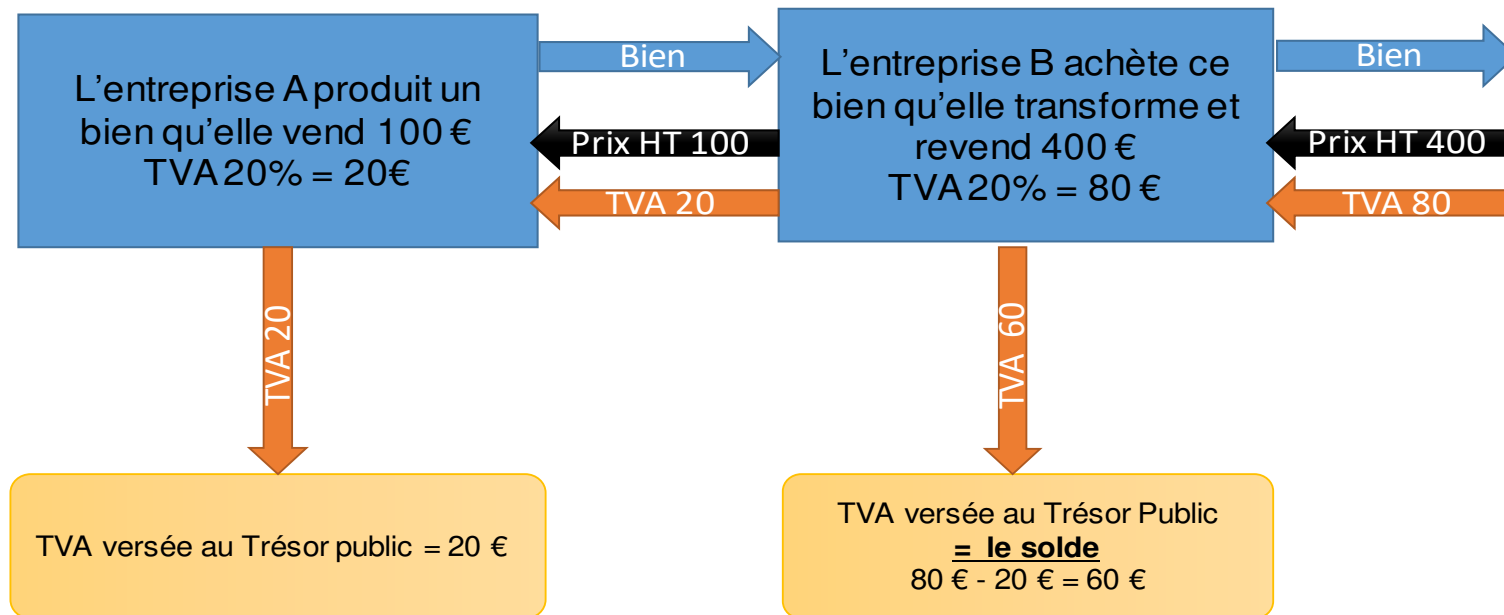 L'entreprise A produit un
bien qu'elle vend 100 €
TVA 20% = 20€
Bien
Prix HT 100
TVA 20
L'entreprise B achète ce
bien qu'elle transforme et
revend 400 €
TVA 20% = 80 €
Bien
Prix HT 400
TVA 80
TVA 20
TVA 60
TVA versée au Trésor public = 20 €
TVA versée au Trésor Public
= le solde
80 € - 20 € = 60 €